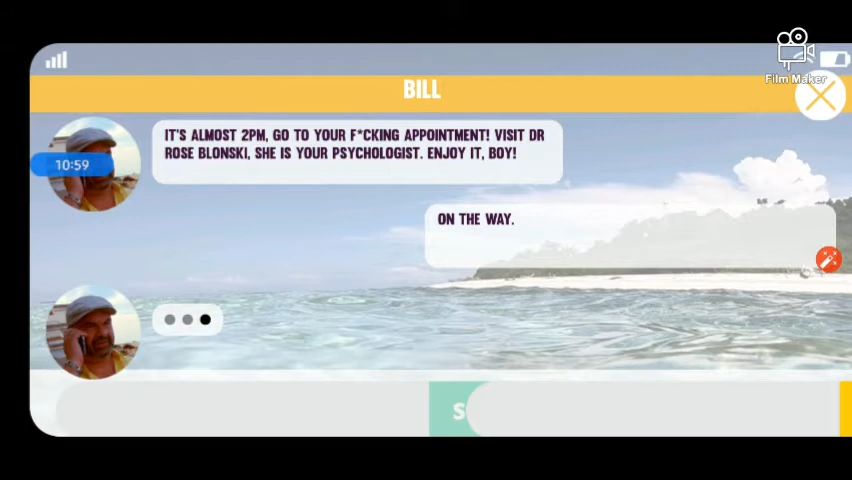 Film Maker
BILL
IT'S ALMOST 2PM, GO TO YOUR F*CKING APPOINTMENT! VISIT DR
ROSE BLONSKI, SHE IS YOUR PSYCHOLOGIST. ENJOY IT, BOY!
10:59
ON THE WAY.
S